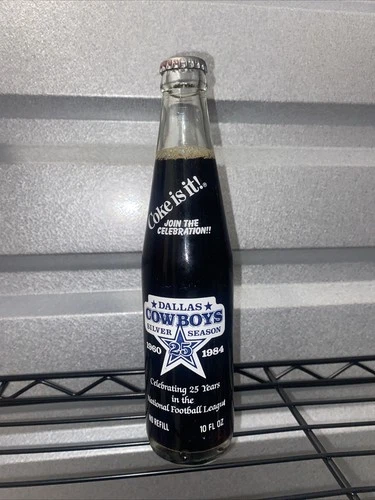 Coke is it!®
JOIN THE
CELEBRATION!!
★ DALLAS ★
COWBOYS
SILVER SEASON
1960 25 1984
Celebrating 25 Years
in the
National Football League
NO REFILL 10 FL OZ